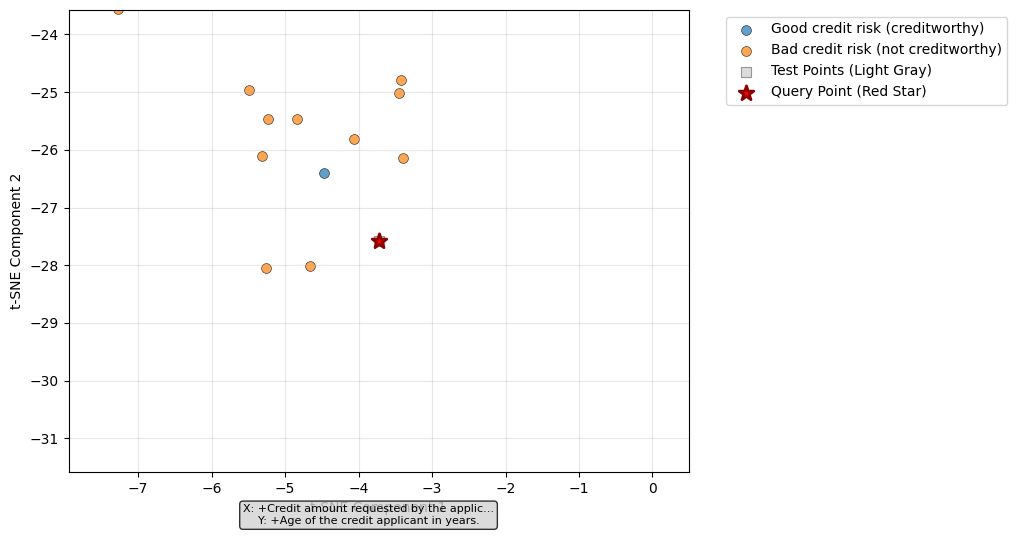 −24
−25
−26
−27
−28
−29
−30
−31
t-SNE Component 2
−7
−6
−5
−4
−3
−2
−1
0
X: +Credit amount requested by the applic...
Y: +Age of the credit applicant in years.
Good credit risk (creditworthy)
Bad credit risk (not creditworthy)
Test Points (Light Gray)
Query Point (Red Star)